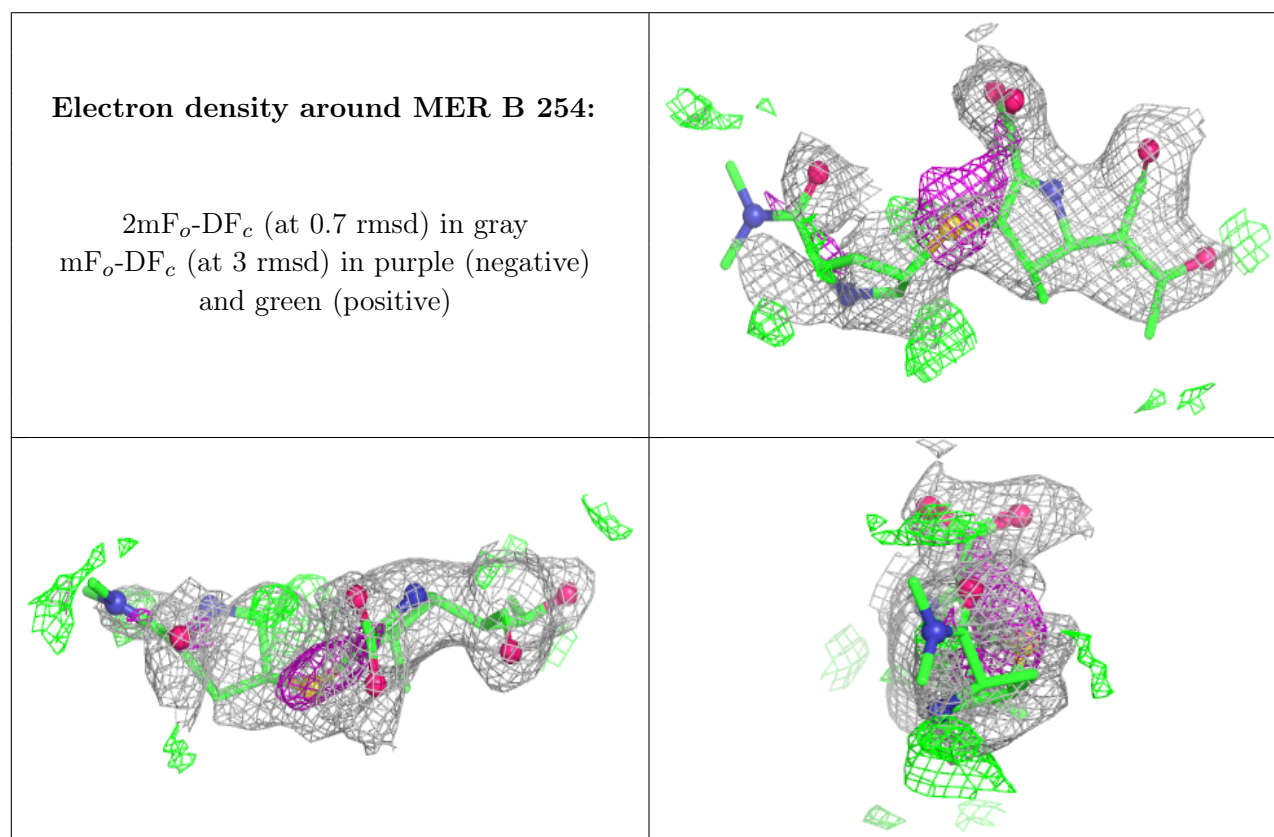 Electron density around MER B 254:
2mFₒ-DF𝒸 (at 0.7 rmsd) in gray
mFₒ-DF𝒸 (at 3 rmsd) in purple (negative)
and green (positive)